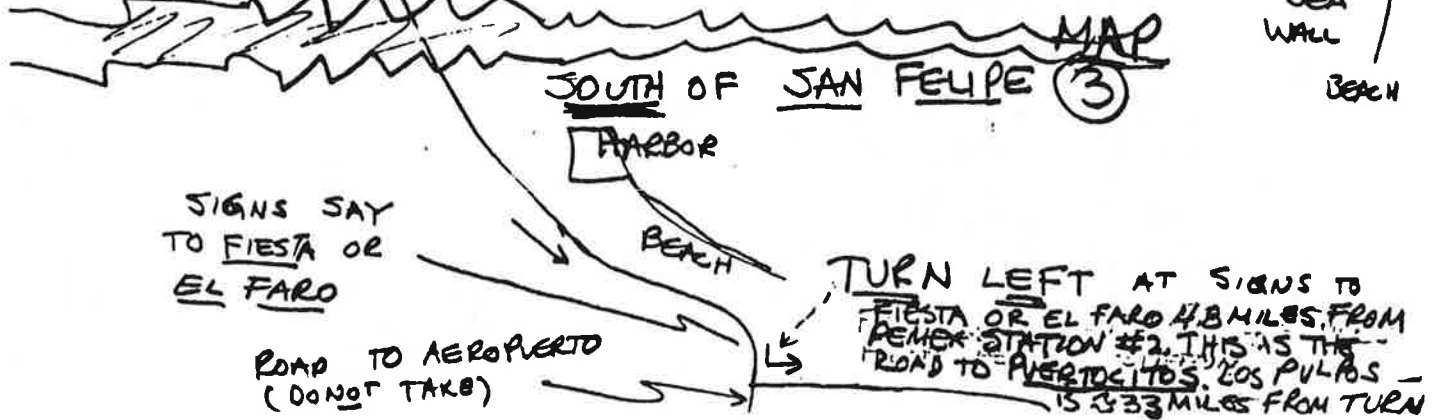 SEA
WALL
BEACH
MAP
SOUTH OF SAN FELIPE 3
HARBOR
BEACH
SIGNS SAY
TO FIESTA OR
EL FARO
ROAD TO AEROPUERTO
(DO NOT TAKE)
TURN LEFT AT SIGNS TO
FIESTA OR EL FARO 4.8 MILES FROM
PEMEX STATION #2. THIS IS THE
ROAD TO PUERTOCITOS. LOS PULPOS
IS 33 MILES FROM TURN